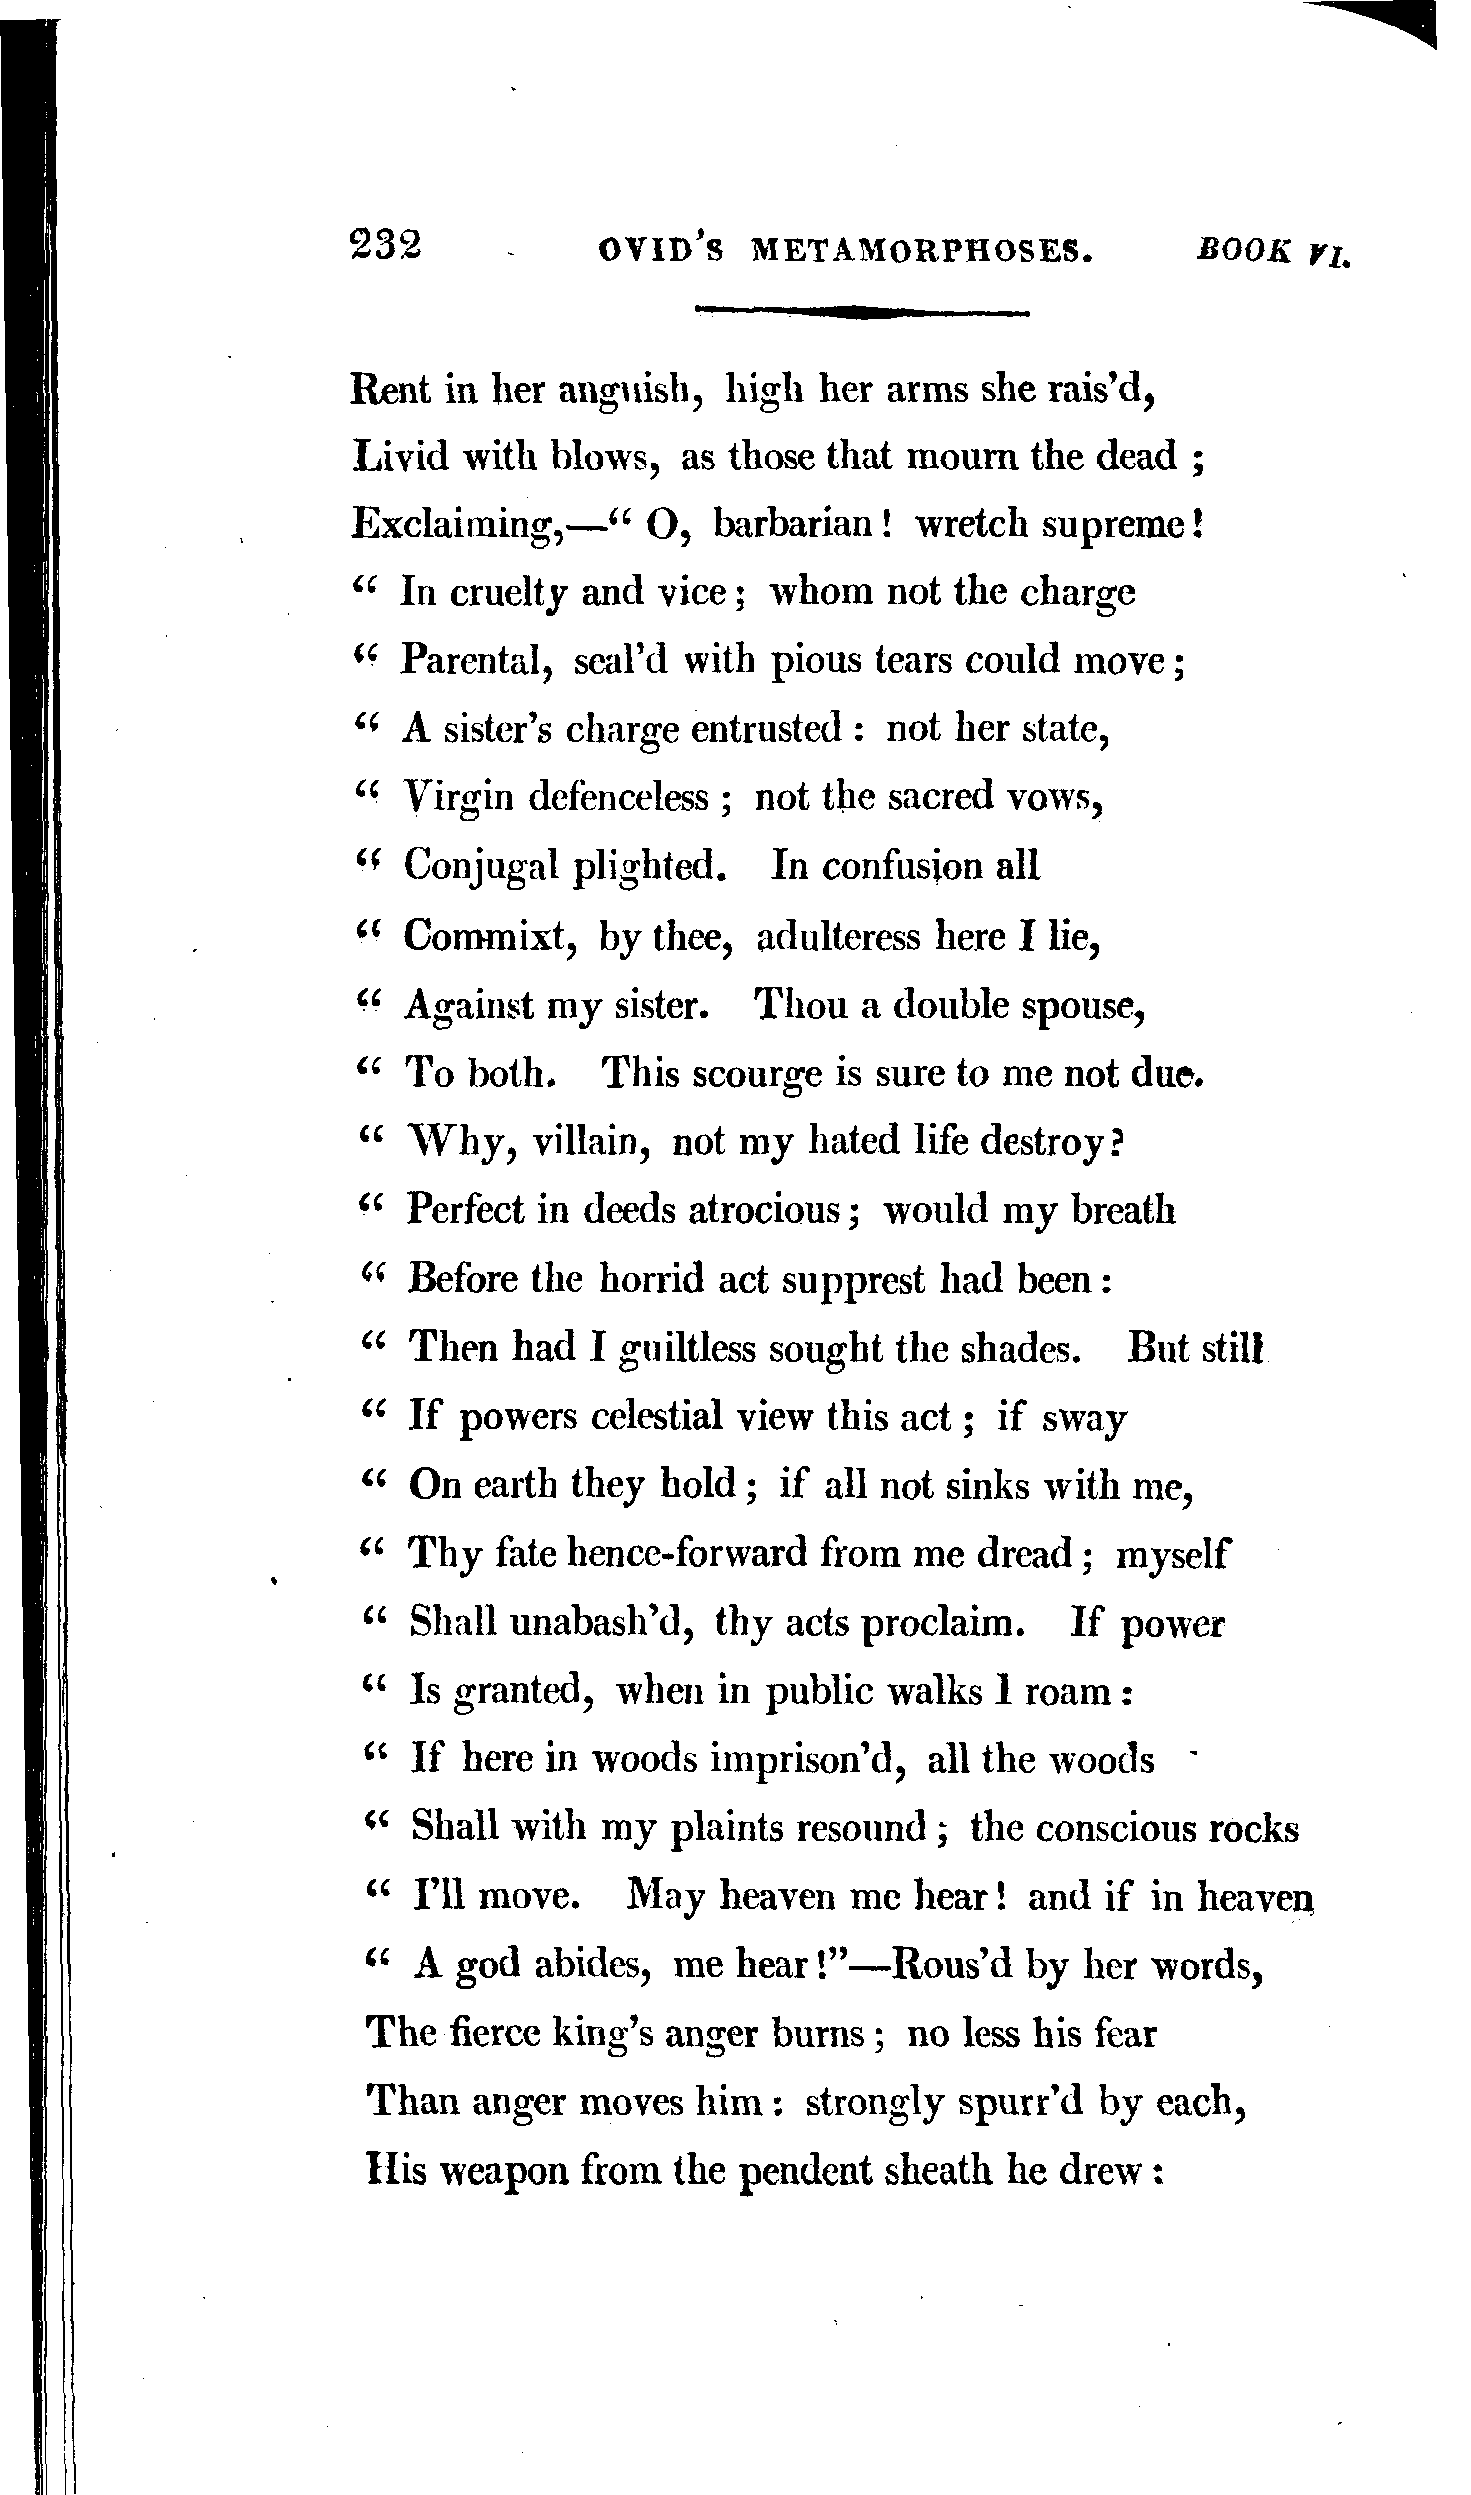 232 OVID'S METAMORPHOSES. BOOK VI.
Rent in her anguish, high her arms she rais'd,
Livid with blows, as those that mourn the dead ;
Exclaiming,—“ O, barbarian ! wretch supreme !
“ In cruelty and vice ; whom not the charge
“ Parental, seal'd with pious tears could move ;
“ A sister's charge entrusted : not her state,
“ Virgin defenceless ; not the sacred vows,
“ Conjugal plighted. In confusion all
“ Commixt, by thee, adulteress here I lie,
“ Against my sister. Thou a double spouse,
“ To both. This scourge is sure to me not due.
“ Why, villain, not my hated life destroy?
“ Perfect in deeds atrocious ; would my breath
“ Before the horrid act supprest had been :
“ Then had I guiltless sought the shades. But still
“ If powers celestial view this act ; if sway
“ On earth they hold ; if all not sinks with me,
“ Thy fate hence-forward from me dread ; myself
“ Shall unabash'd, thy acts proclaim. If power
“ Is granted, when in public walks I roam :
“ If here in woods imprison'd, all the woods
“ Shall with my plaints resound ; the conscious rocks
“ I'll move. May heaven me hear ! and if in heaven
“ A god abides, me hear !”—Rous'd by her words,
The fierce king's anger burns ; no less his fear
Than anger moves him : strongly spurr'd by each,
His weapon from the pendent sheath he drew :